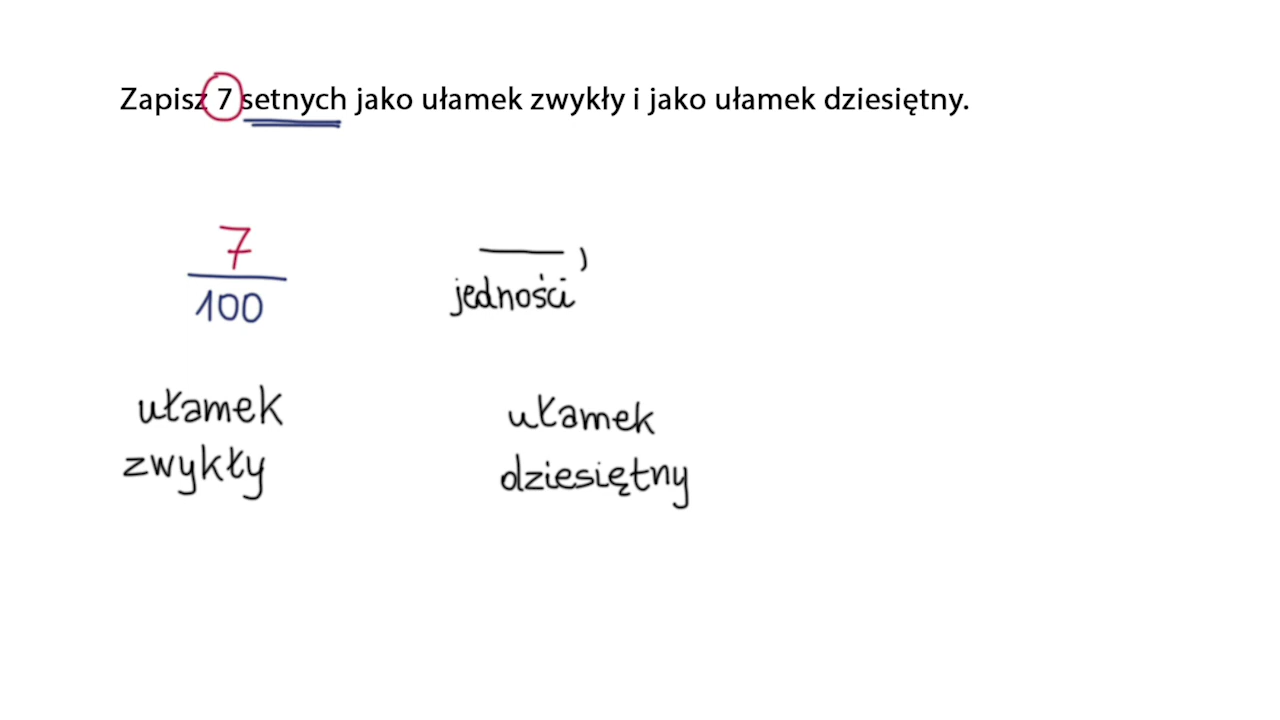 Zapisz 7 setnych jako ułamek zwykły i jako ułamek dziesiętny.
7
100
,
jedności
ułamek
zwykły
ułamek
dziesiętny